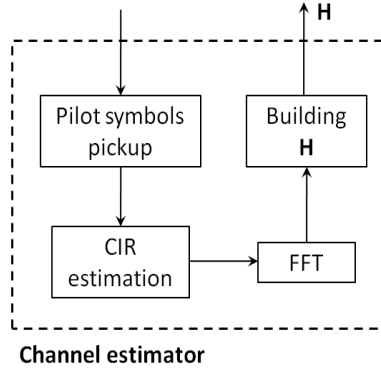 H
Pilot symbols
pickup
Building
H
CIR
estimation
FFT
Channel estimator